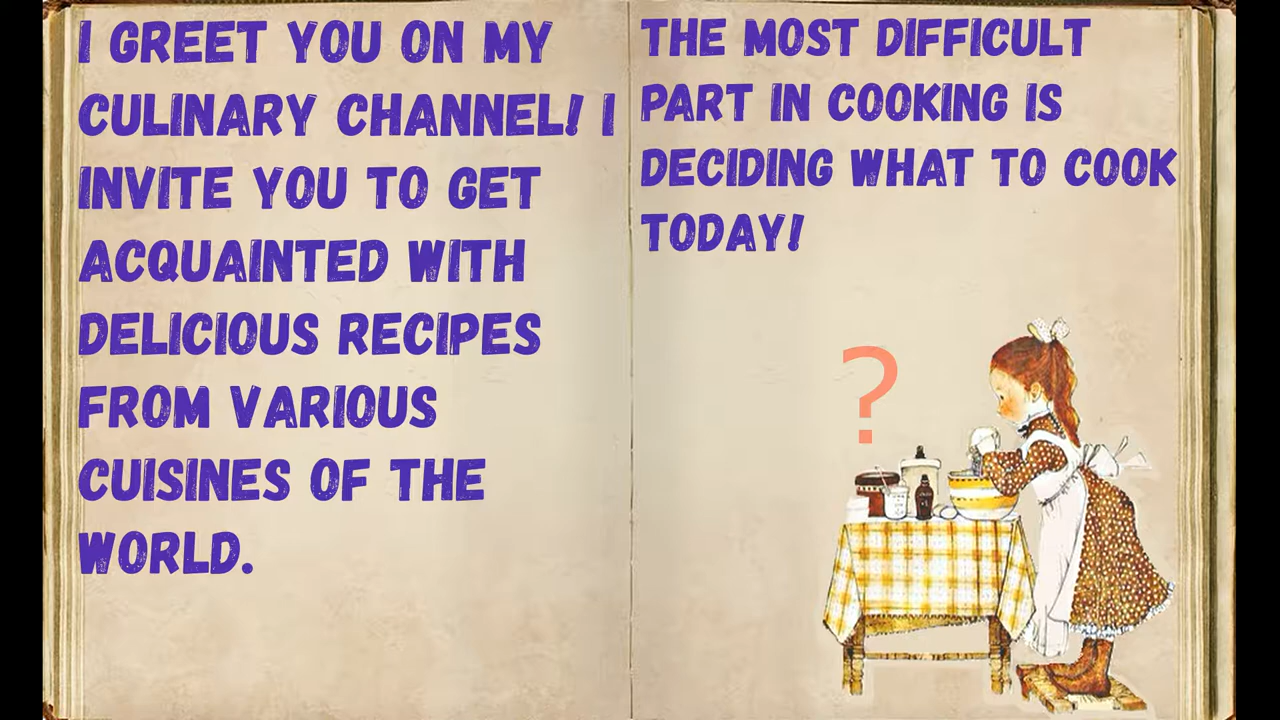 I GREET YOU ON MY
CULINARY CHANNEL! I
INVITE YOU TO GET
ACQUAINTED WITH
DELICIOUS RECIPES
FROM VARIOUS
CUISINES OF THE
WORLD.
THE MOST DIFFICULT
PART IN COOKING IS
DECIDING WHAT TO COOK
TODAY!
?